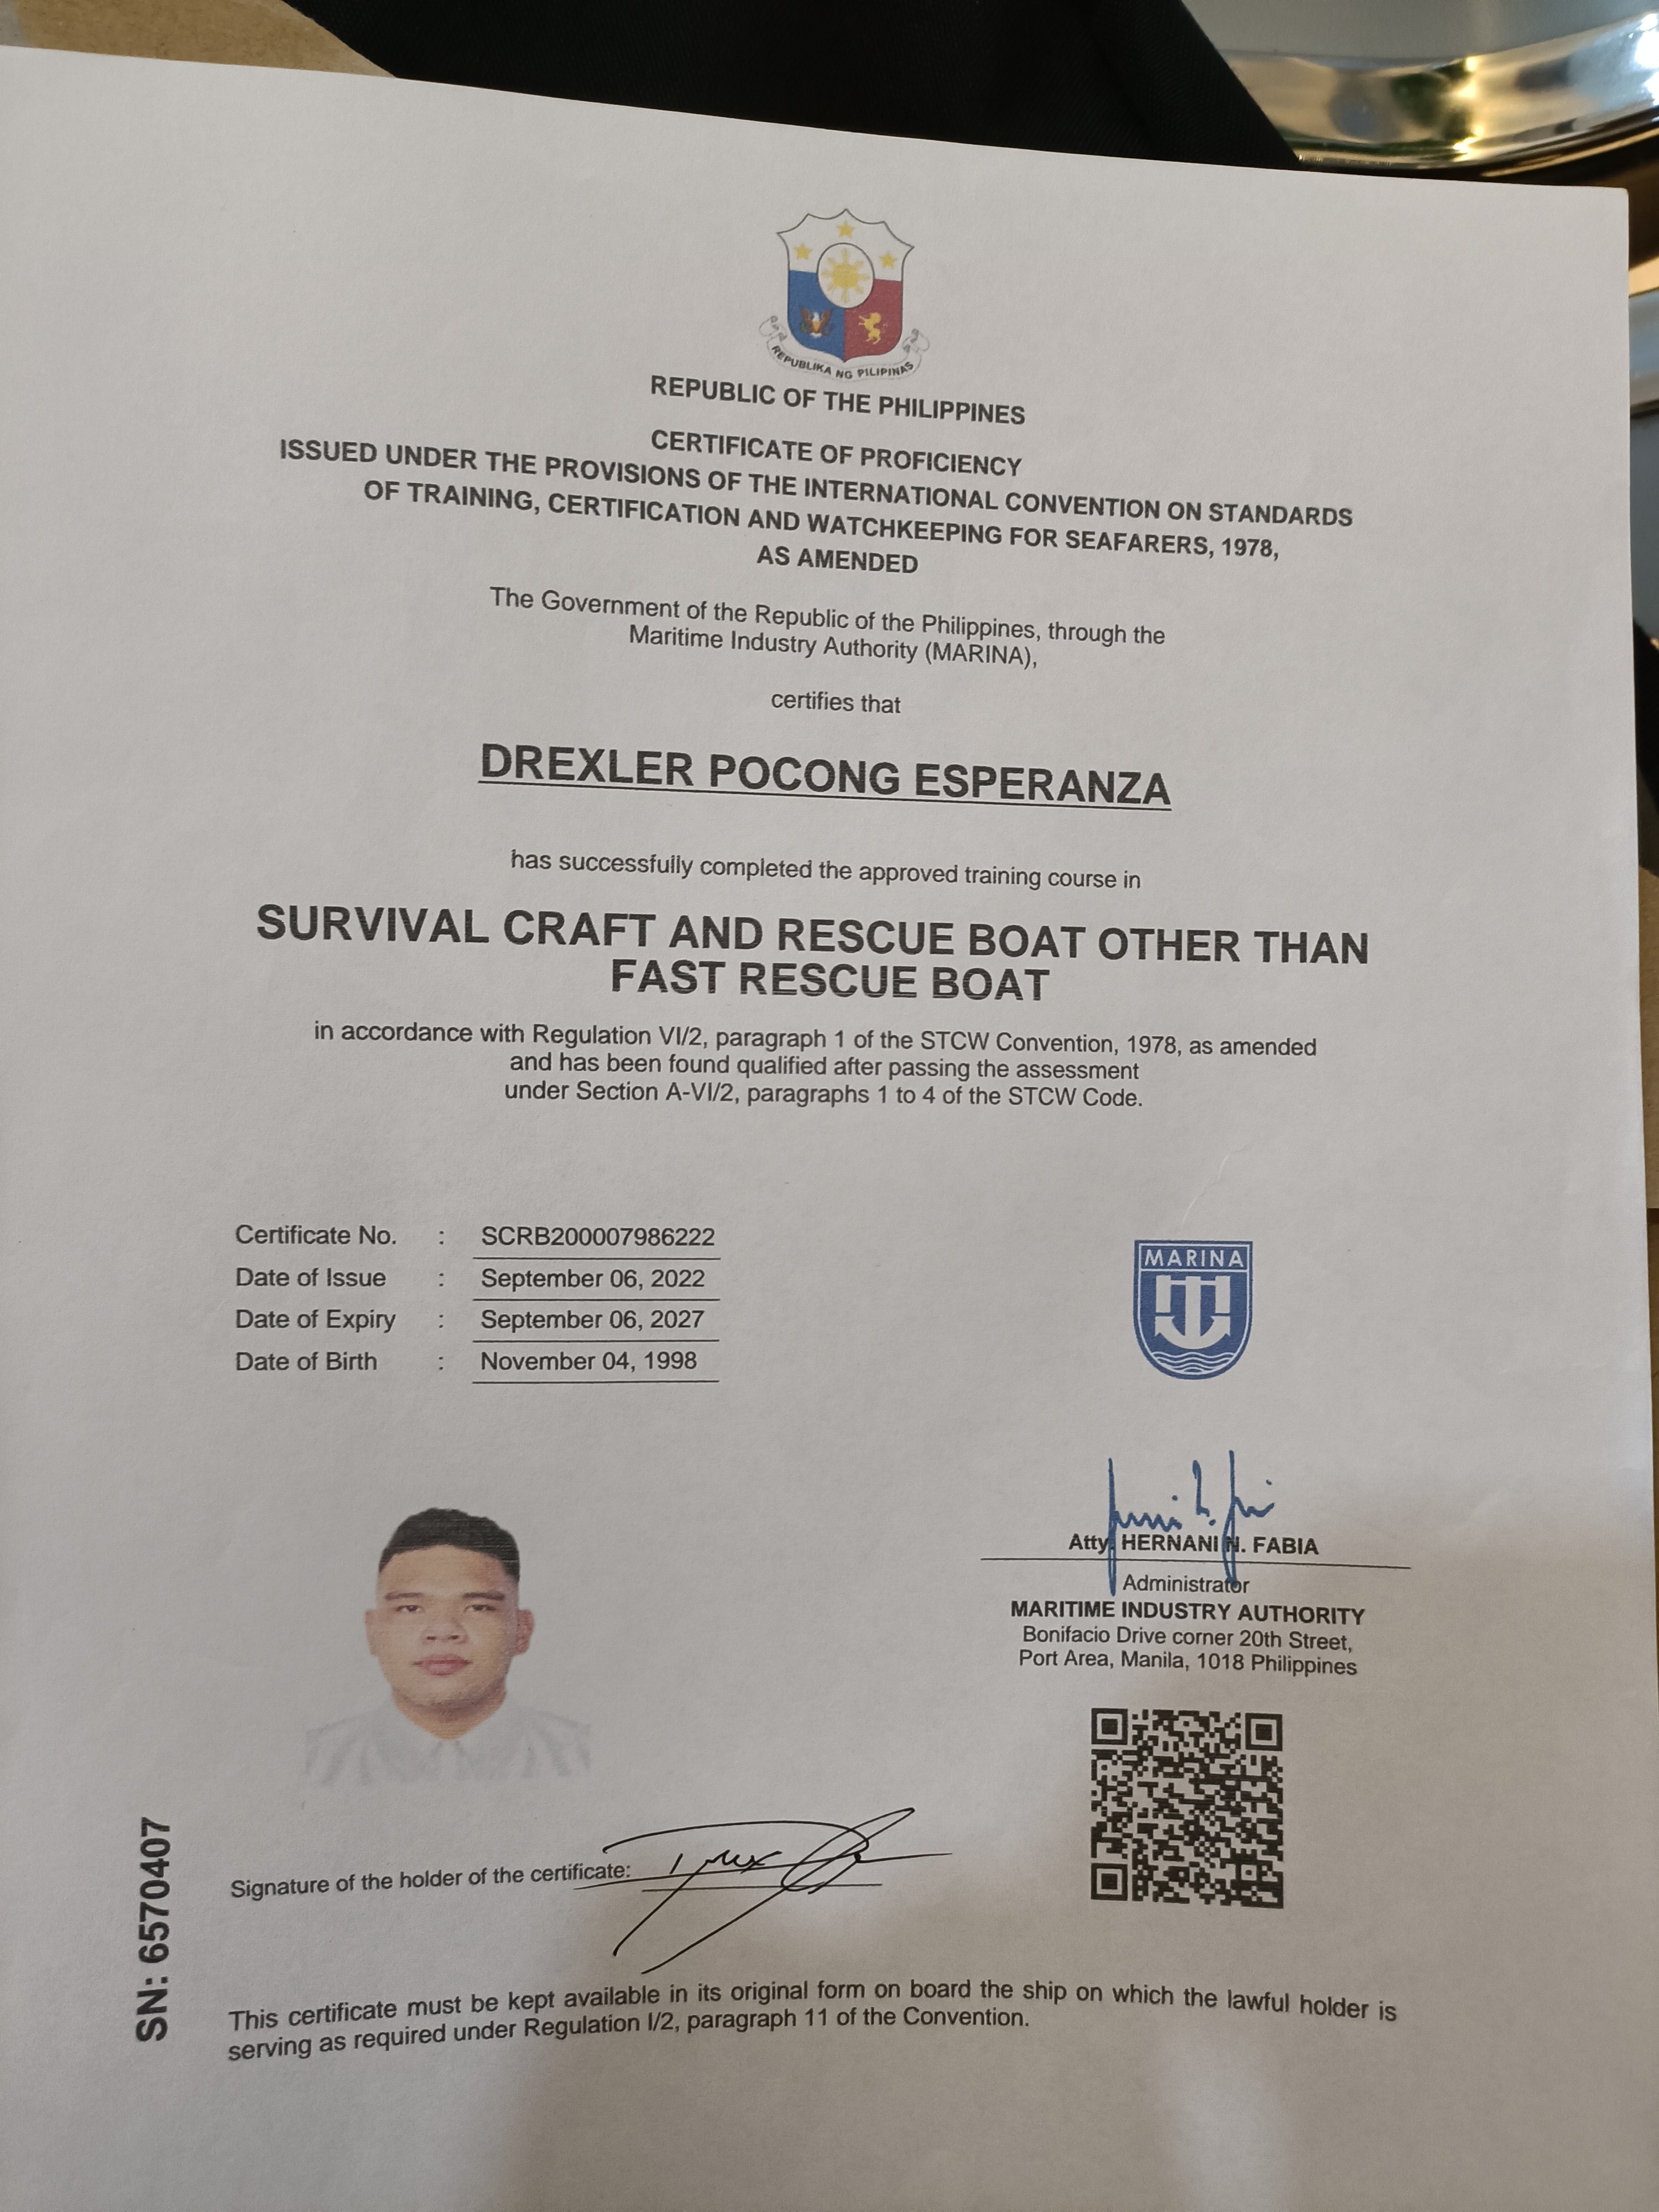 REPUBLIKA NG PILIPINAS
REPUBLIC OF THE PHILIPPINES
CERTIFICATE OF PROFICIENCY
ISSUED UNDER THE PROVISIONS OF THE INTERNATIONAL CONVENTION ON STANDARDS
OF TRAINING, CERTIFICATION AND WATCHKEEPING FOR SEAFARERS, 1978,
AS AMENDED
The Government of the Republic of the Philippines, through the
Maritime Industry Authority (MARINA),
certifies that
DREXLER POCONG ESPERANZA
has successfully completed the approved training course in
SURVIVAL CRAFT AND RESCUE BOAT OTHER THAN
FAST RESCUE BOAT
in accordance with Regulation VI/2, paragraph 1 of the STCW Convention, 1978, as amended
and has been found qualified after passing the assessment
under Section A-VI/2, paragraphs 1 to 4 of the STCW Code.
Certificate No. : SCRB200007986222
Date of Issue : September 06, 2022
Date of Expiry : September 06, 2027
Date of Birth : November 04, 1998
MARINA
Atty. HERNANI N. FABIA
Administrator
MARITIME INDUSTRY AUTHORITY
Bonifacio Drive corner 20th Street,
Port Area, Manila, 1018 Philippines
Signature of the holder of the certificate:
SN: 6570407
This certificate must be kept available in its original form on board the ship on which the lawful holder is
serving as required under Regulation I/2, paragraph 11 of the Convention.